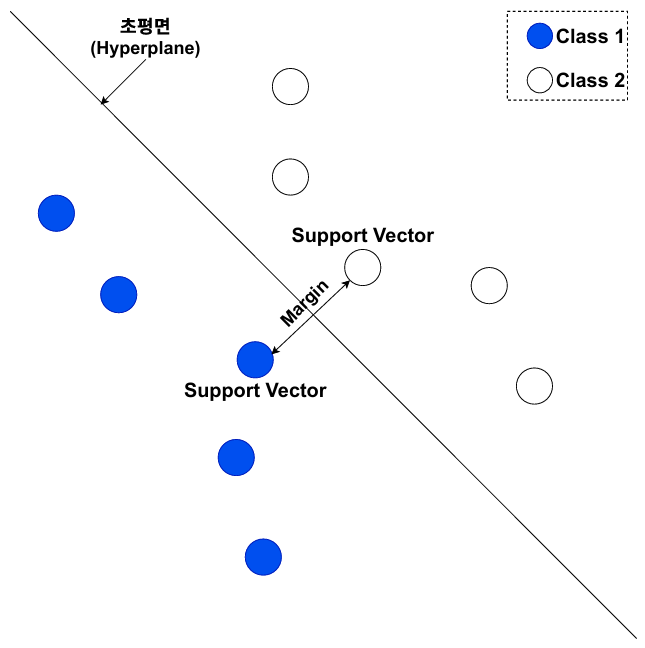 초평면
(Hyperplane)
Class 1
Class 2
Support Vector
Margin
Support Vector